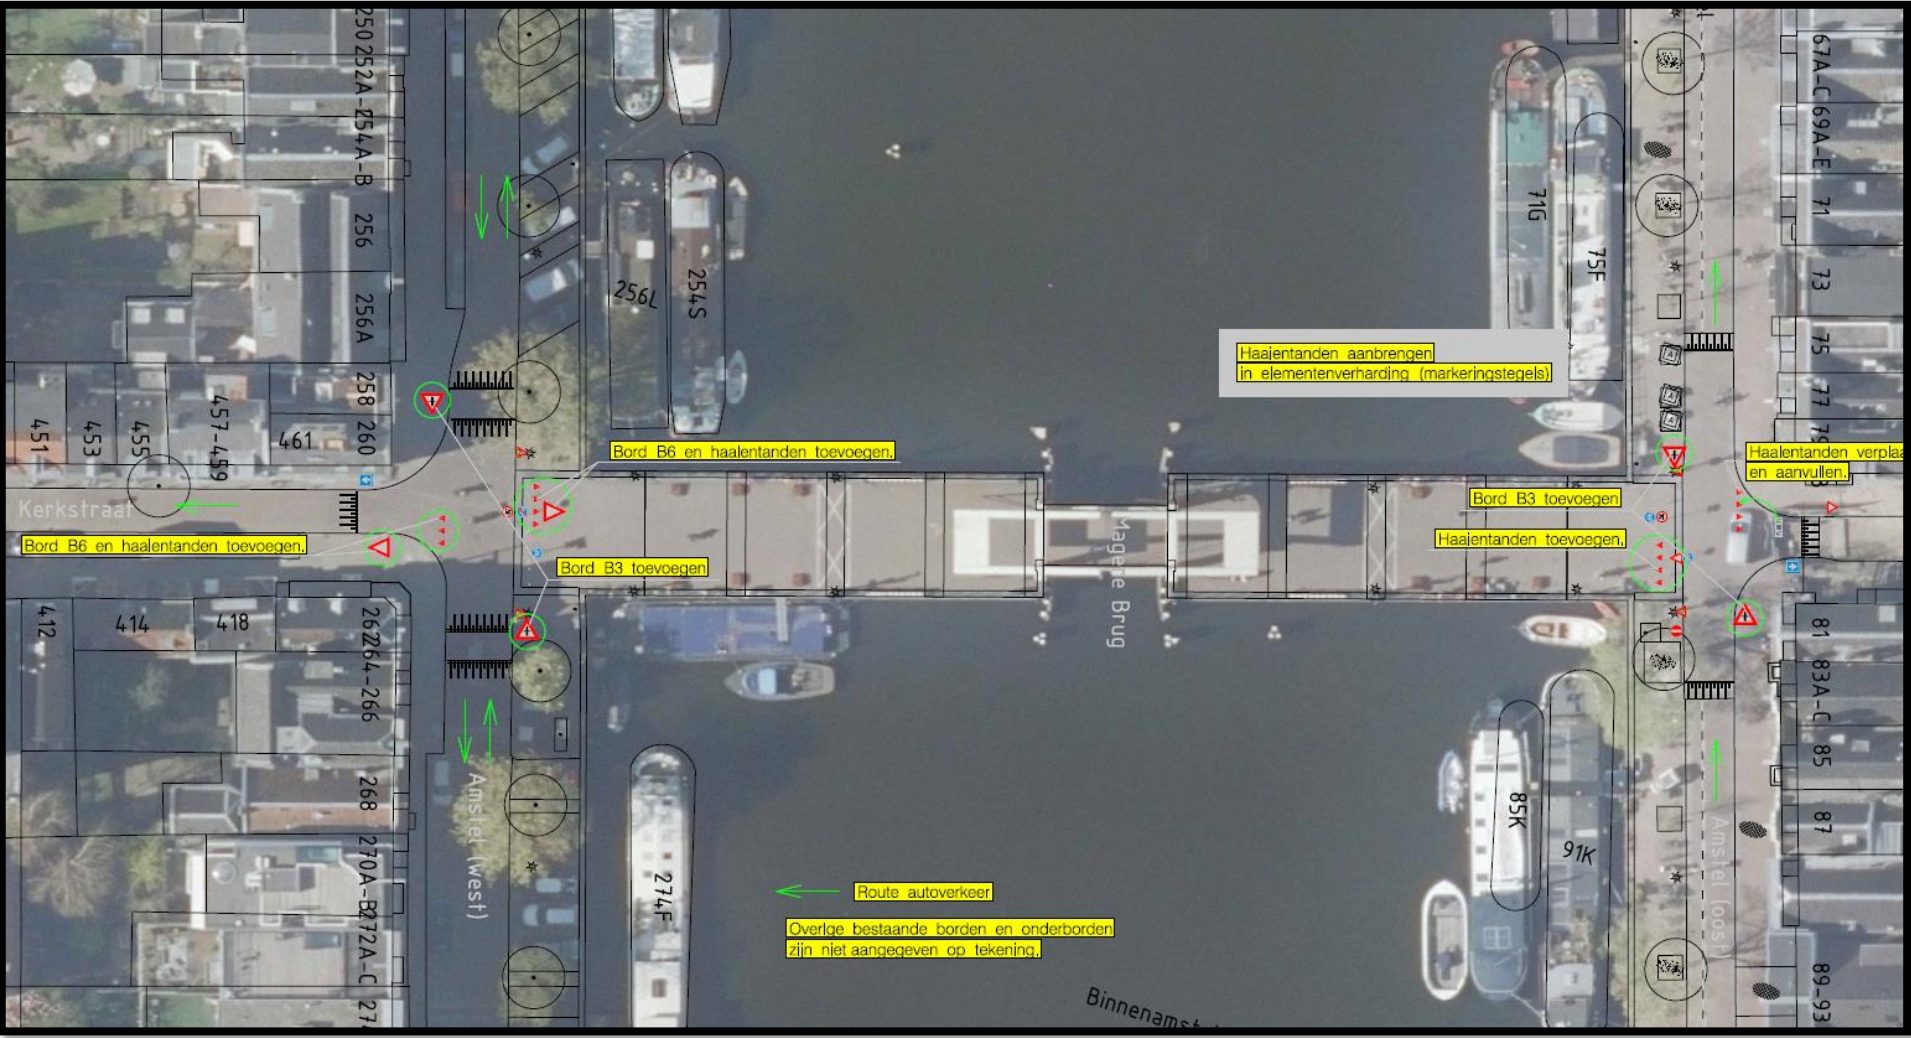 250
252A-
254A-B
256
256A
258
260
451
453
455
457-459
461
Kerkstraat
Bord B6 en haaientanden toevoegen.
412
414
418
262
264-266
268
270A-B
272A-C
274
Amstel (west)
256L
254S
Bord B6 en haaientanden toevoegen.
Bord B3 toevoegen
274F
Magere Brug
Route autoverkeer
Overige bestaande borden en onderborden
zijn niet aangegeven op tekening.
Binnenamst
71G
75F
Haaientanden aanbrengen
in elementenverharding (markeringstegels)
Bord B3 toevoegen
Haaientanden toevoegen.
Haaientanden verplaa
en aanvullen.
85K
91K
67A-C
69A-E
71
73
75
77
79
81
83A-C
85
87
89-93
Amstel (oost)